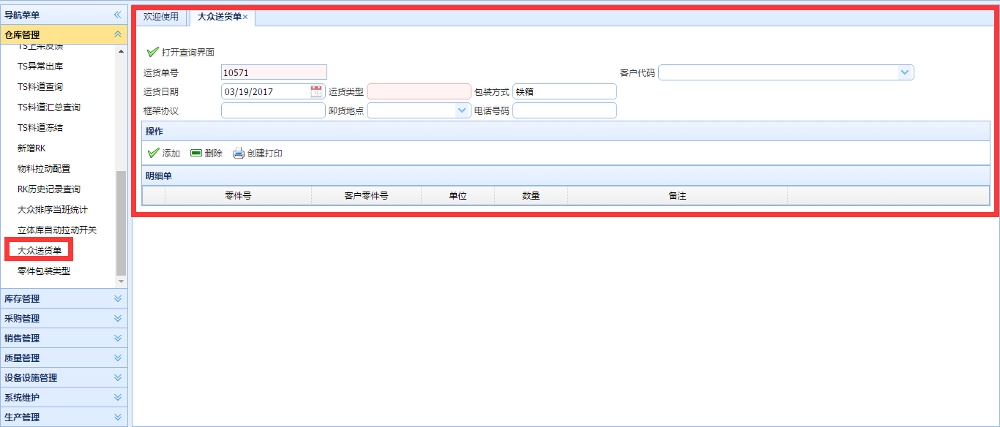 导航菜单
仓库管理
TS上架反馈
TS异常出库
TS料道查询
TS料道汇总查询
TS料道冻结
新增RK
物料拉动配置
RK历史记录查询
大众排序当班统计
立体库自动拉动开关
大众送货单
零件包装类型
库存管理
采购管理
销售管理
质量管理
设备设施管理
系统维护
生产管理
欢迎使用 大众送货单×
打开查询界面
运货单号 10571 客户代码
运货日期 03/19/2017 运货类型 包装方式 铁箱
框架协议 卸货地点 电话号码
操作
添加 删除 创建打印
明细单
零件号 客户零件号 单位 数量 备注